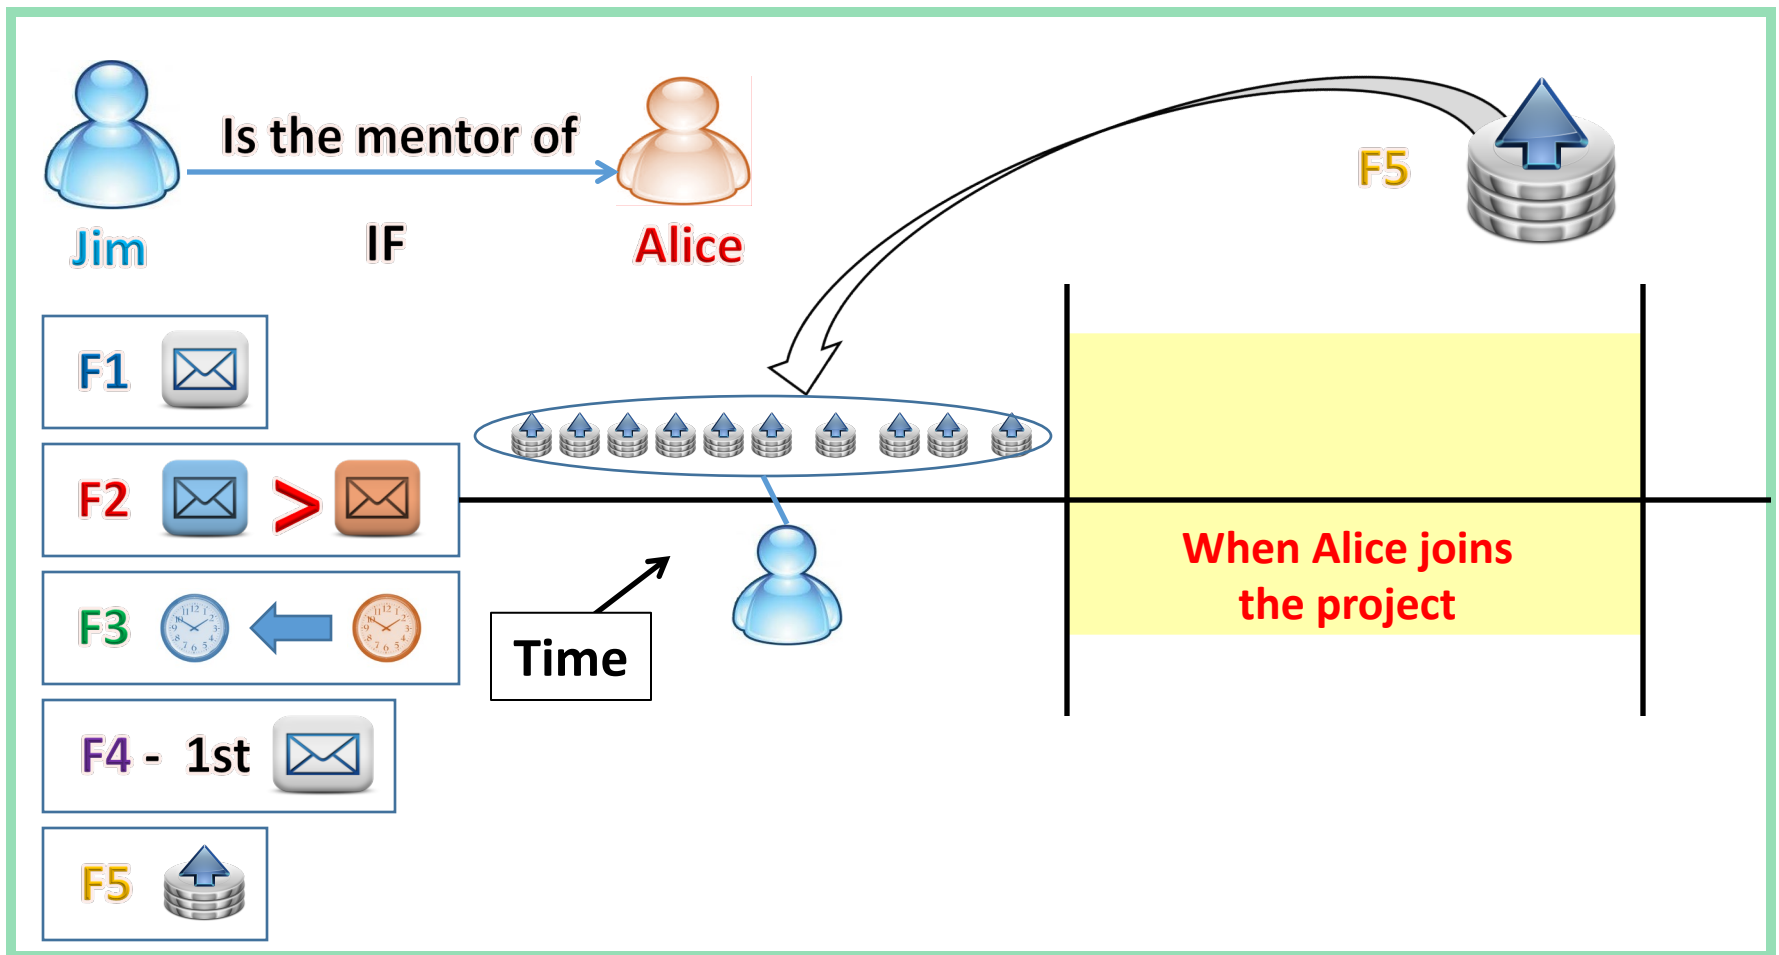 Is the mentor of
Jim
IF
Alice
F5
F1
F2 >
F3
F4 - 1st
F5
Time
When Alice joins
the project